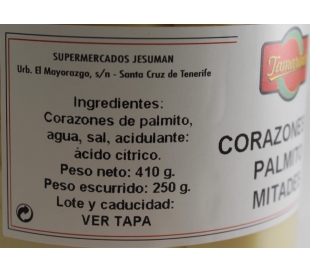 SUPERMERCADOS JESUMAN
Urb. El Mayorazgo, s/n - Santa Cruz de Tenerife
Ingredientes:
Corazones de palmito,
agua, sal, acidulante:
ácido cítrico.
Peso neto: 410 g.
Peso escurrido: 250 g.
Lote y caducidad:
VER TAPA
CORAZONES
PALMITO
MITADES